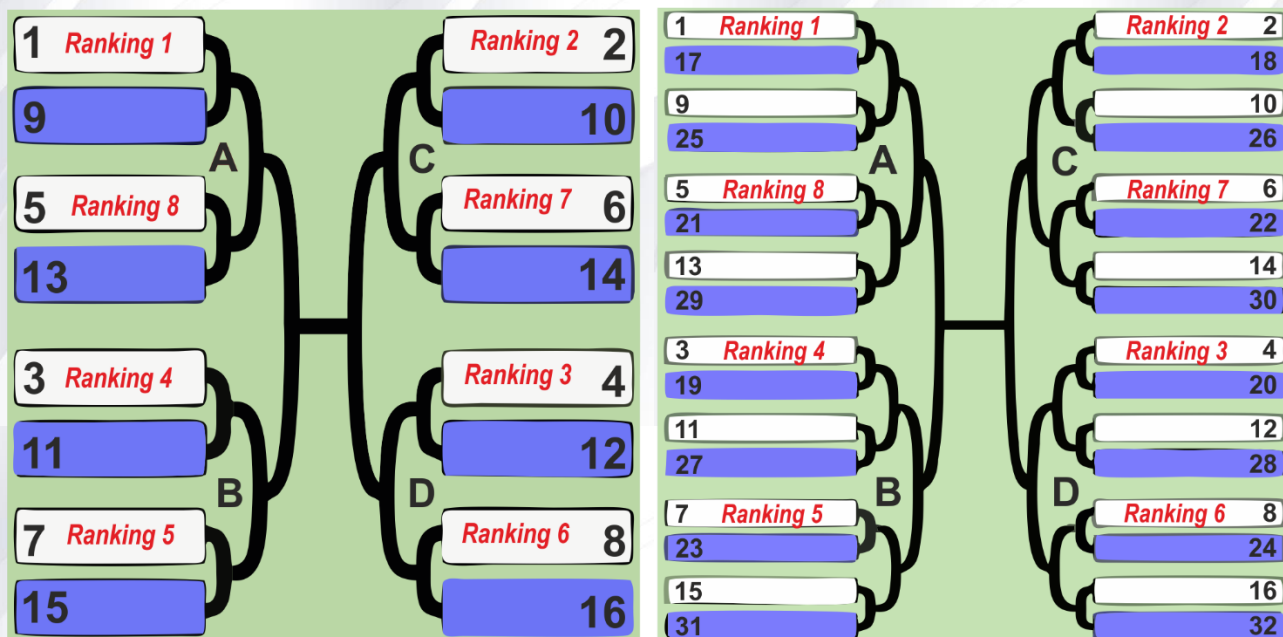 1 Ranking 1
9
A
5 Ranking 8
13
3 Ranking 4
11
B
7 Ranking 5
15
Ranking 2 2
10
C
Ranking 7 6
14
Ranking 3 4
12
D
Ranking 6 8
16
1 Ranking 1
17
9
25
A
5 Ranking 8
21
13
29
3 Ranking 4
19
11
27
B
7 Ranking 5
23
15
31
Ranking 2 2
18
10
26
C
Ranking 7 6
22
14
30
Ranking 3 4
20
12
28
D
Ranking 6 8
24
16
32